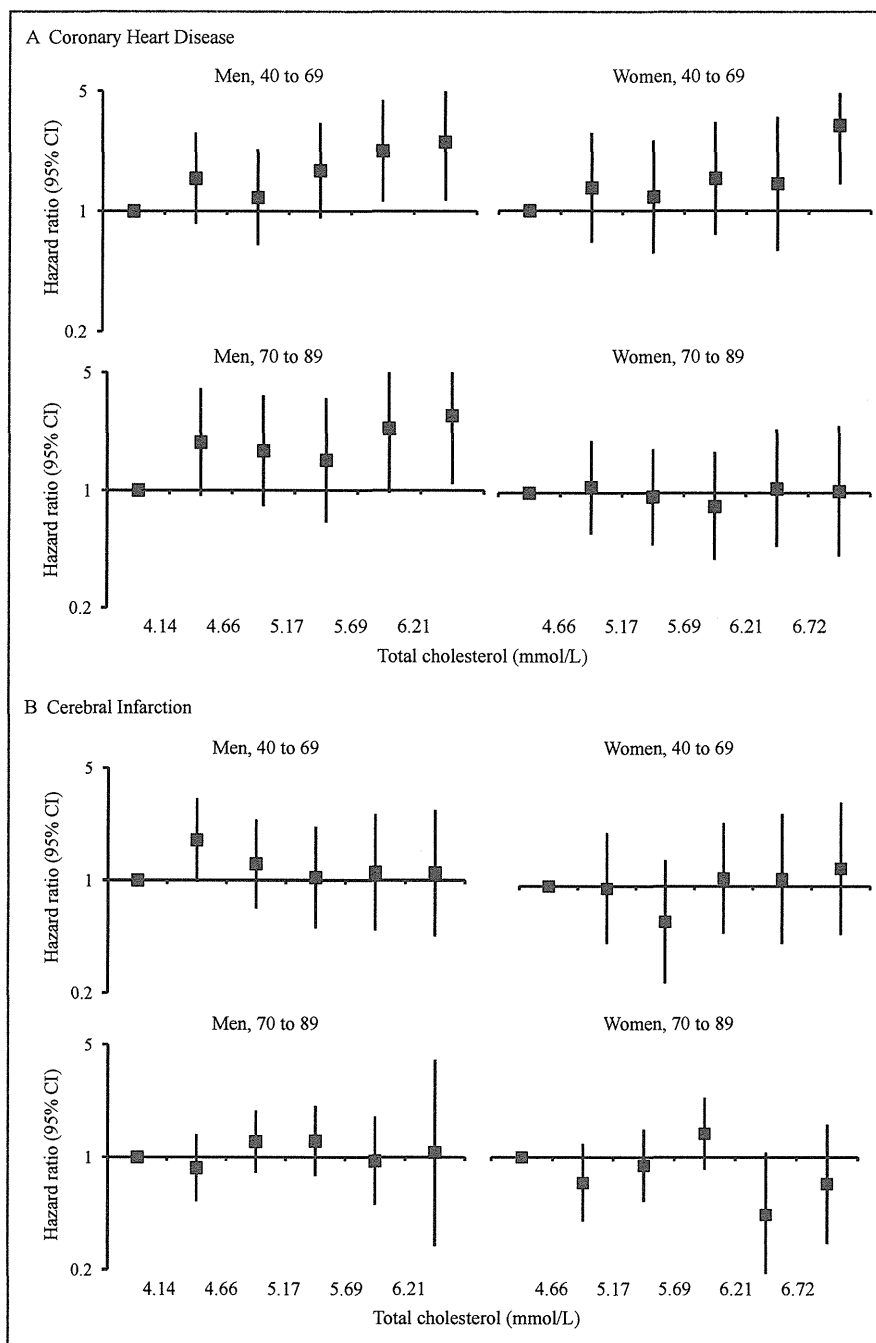 A Coronary Heart Disease
Men, 40 to 69
Women, 40 to 69
Hazard ratio (95% CI)
5
1
0.2
Men, 70 to 89
Women, 70 to 89
Hazard ratio (95% CI)
5
1
0.2
4.14 4.66 5.17 5.69 6.21
4.66 5.17 5.69 6.21 6.72
Total cholesterol (mmol/L)
B Cerebral Infarction
Men, 40 to 69
Women, 40 to 69
Hazard ratio (95% CI)
5
1
0.2
Men, 70 to 89
Women, 70 to 89
Hazard ratio (95% CI)
5
1
0.2
4.14 4.66 5.17 5.69 6.21
4.66 5.17 5.69 6.21 6.72
Total cholesterol (mmol/L)